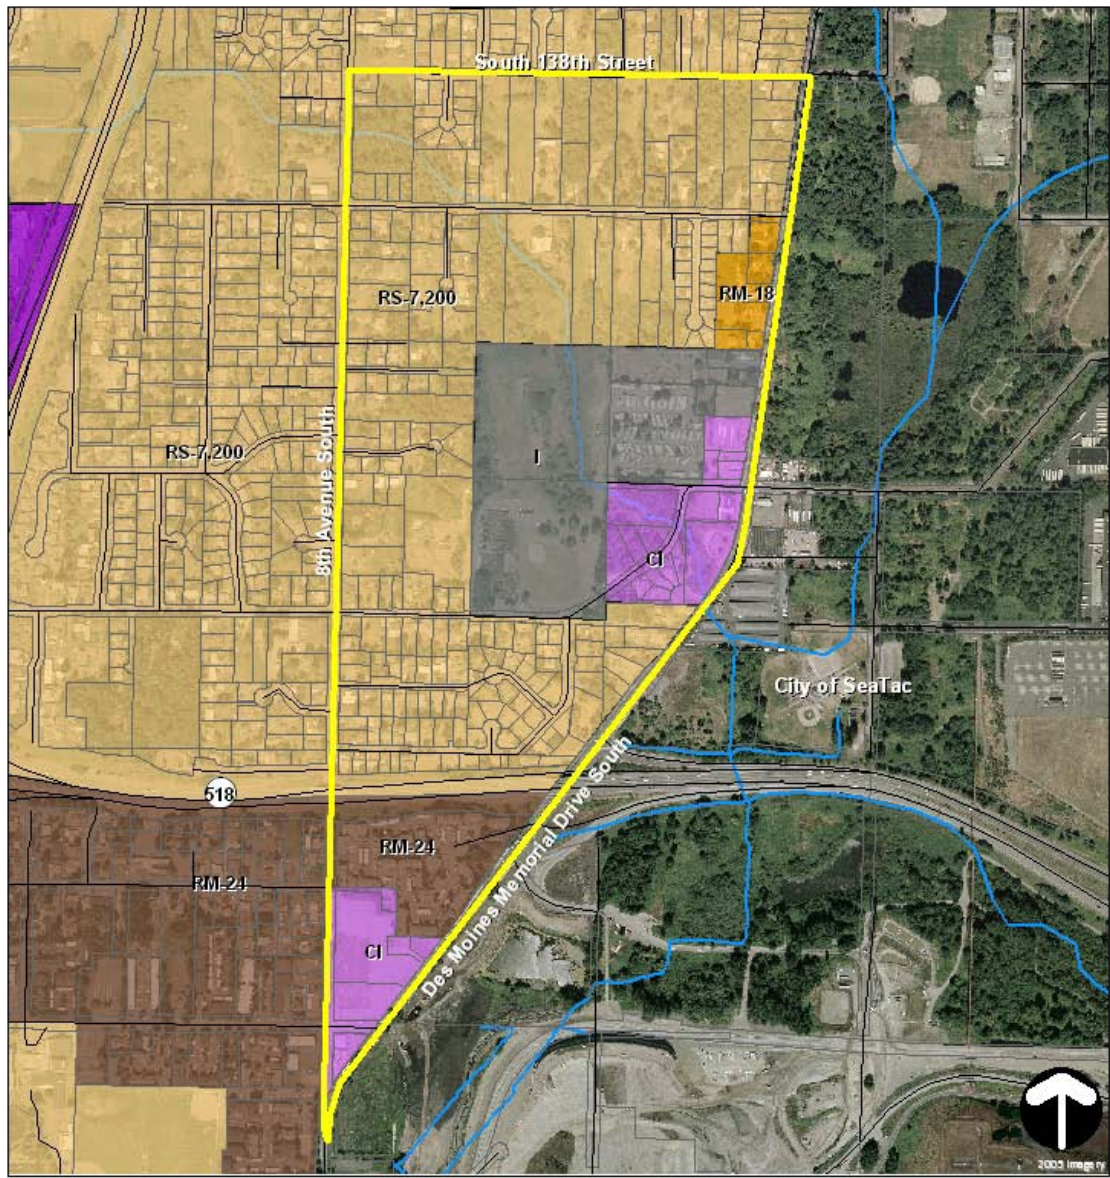 South 138th Street
RS-7,200
RM-18
8th Avenue South
RS-7,200
I
CI
City of SeaTac
518
Des Moines Memorial Drive South
RM-24
RM-24
CI
2005 Imagery